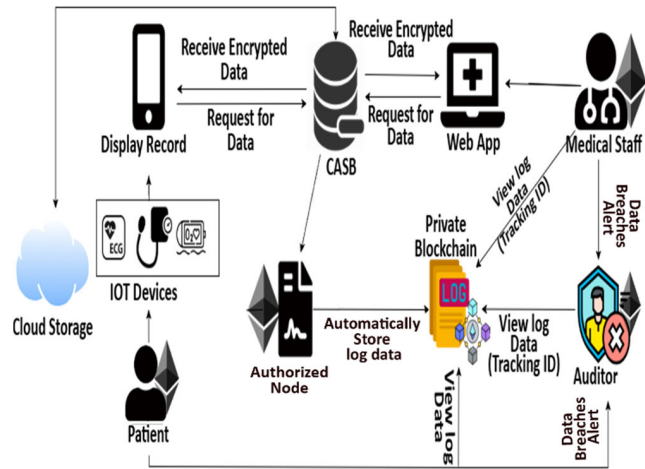 Receive Encrypted
Data
Request for
Data
Display Record
CASB
Receive Encrypted
Data
Request for
Data
Web App
Medical Staff
View log
Data
(Tracking ID)
Data
Breaches
Alert
Cloud Storage
ECG
O2
IOT Devices
Private
Blockchain
LOG
Authorized
Node
Automatically
Store
log data
View log
Data
(Tracking ID)
Auditor
Patient
View log
Data
Data
Breaches
Alert